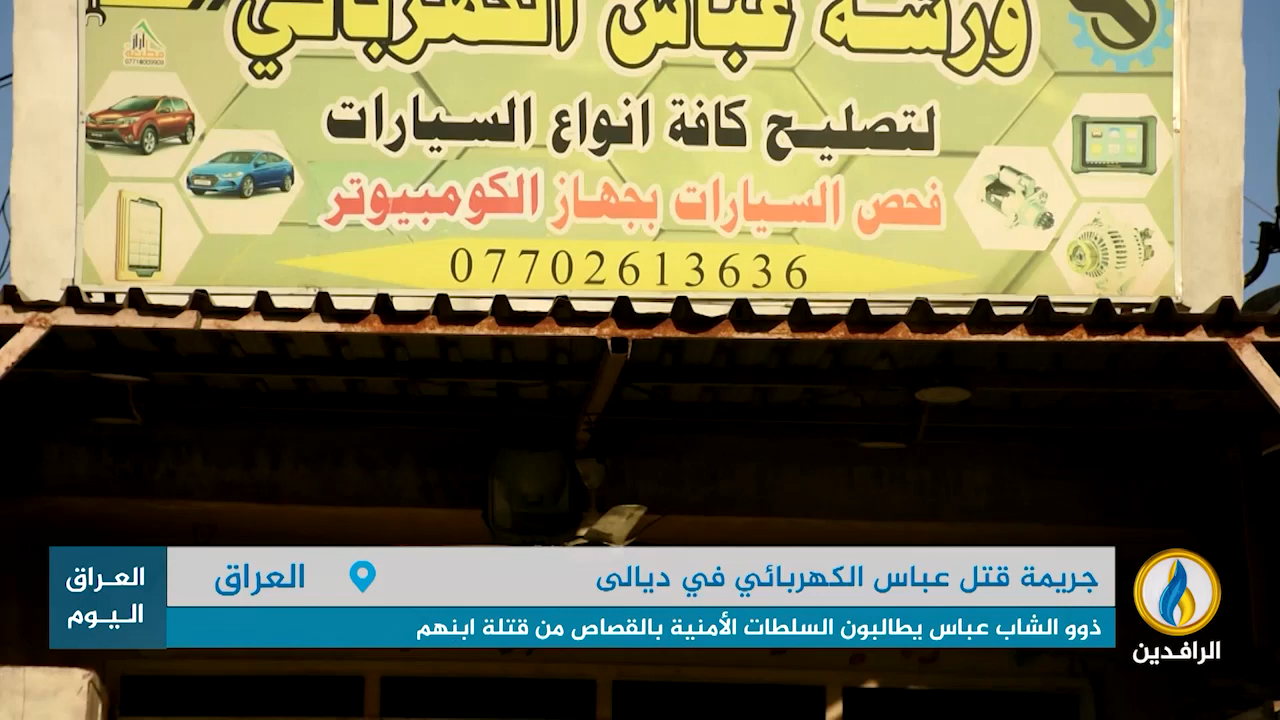 ورشة عباس الكهربائي
لتصليح كافة انواع السيارات
فحص السيارات بجهاز الكومبيوتر
07702613636
جريمة قتل عباس الكهربائي في ديالى
العراق
ذوو الشاب عباس يطالبون السلطات الأمنية بالقصاص من قتلة ابنهم
العراق
اليوم
الرافدين